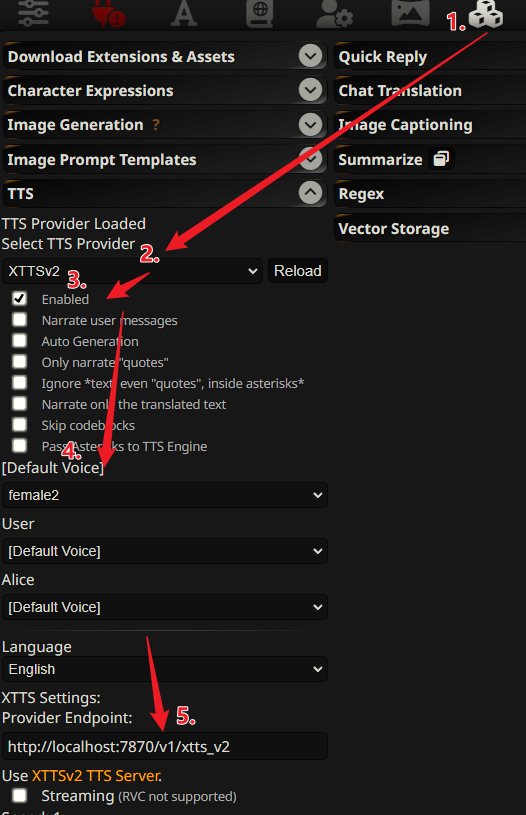 1.
Download Extensions & Assets
Quick Reply
Character Expressions
Chat Translation
Image Generation ?
Image Captioning
Image Prompt Templates
Summarize
TTS
Regex
Vector Storage
TTS Provider Loaded
Select TTS Provider
2.
XTTSv2
Reload
3.
Enabled
Narrate user messages
Auto Generation
Only narrate "quotes"
Ignore *text, even "quotes", inside asterisks*
Narrate only the translated text
Skip codeblocks
Pass Asterisks to TTS Engine
4.
[Default Voice]
female2
User
[Default Voice]
Alice
[Default Voice]
Language
English
XTTS Settings:
Provider Endpoint:
5.
http://localhost:7870/v1/xtts_v2
Use XTTSv2 TTS Server.
Streaming (RVC not supported)